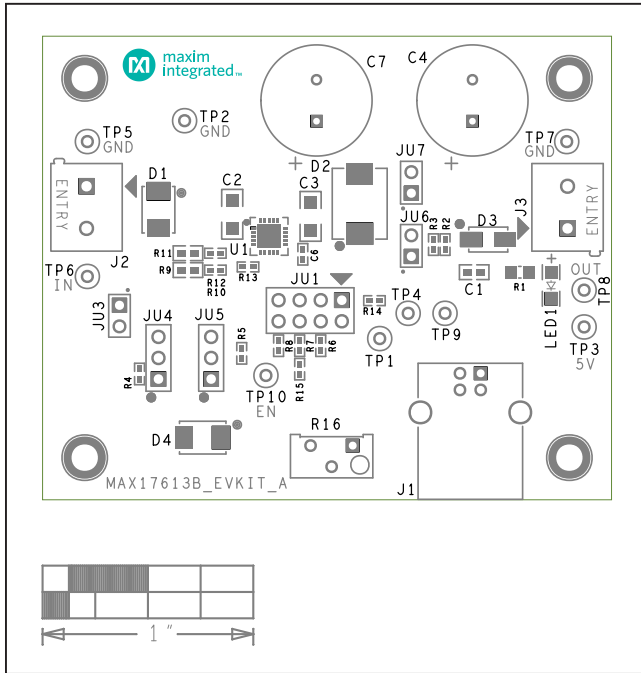 maxim
integrated™
C7
C4
TP2
GND
TP5
GND
TP7
GND
D1
ENTRY
J2
C2
C3
D2
JU7
JU6
R3
R2
D3
J3
ENTRY
U1
C6
R11
R9
R12
R10
R13
TP6
IN
JU3
JU4
JU5
R5
R4
JU1
R14
TP4
TP9
TP1
R8
R7
R6
R15
C1
R1
LED1
OUT
TP8
TP3
5V
TP10
EN
D4
R16
J1
MAX17613B_EVKIT_A
1 "